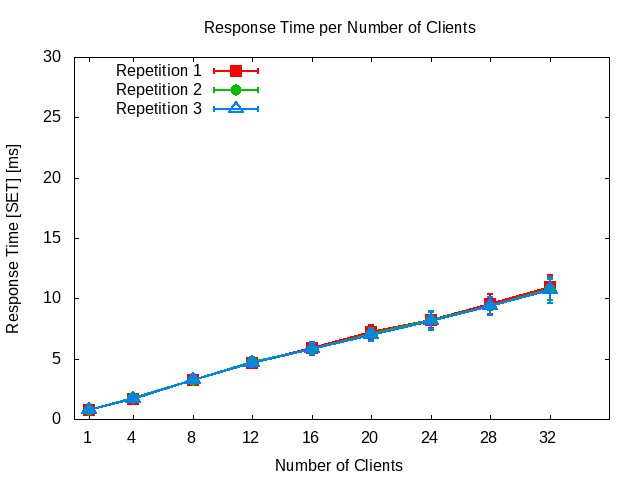 Response Time per Number of Clients
30
25
20
15
10
5
0
Response Time [SET] [ms]
Repetition 1
Repetition 2
Repetition 3
1 4 8 12 16 20 24 28 32
Number of Clients